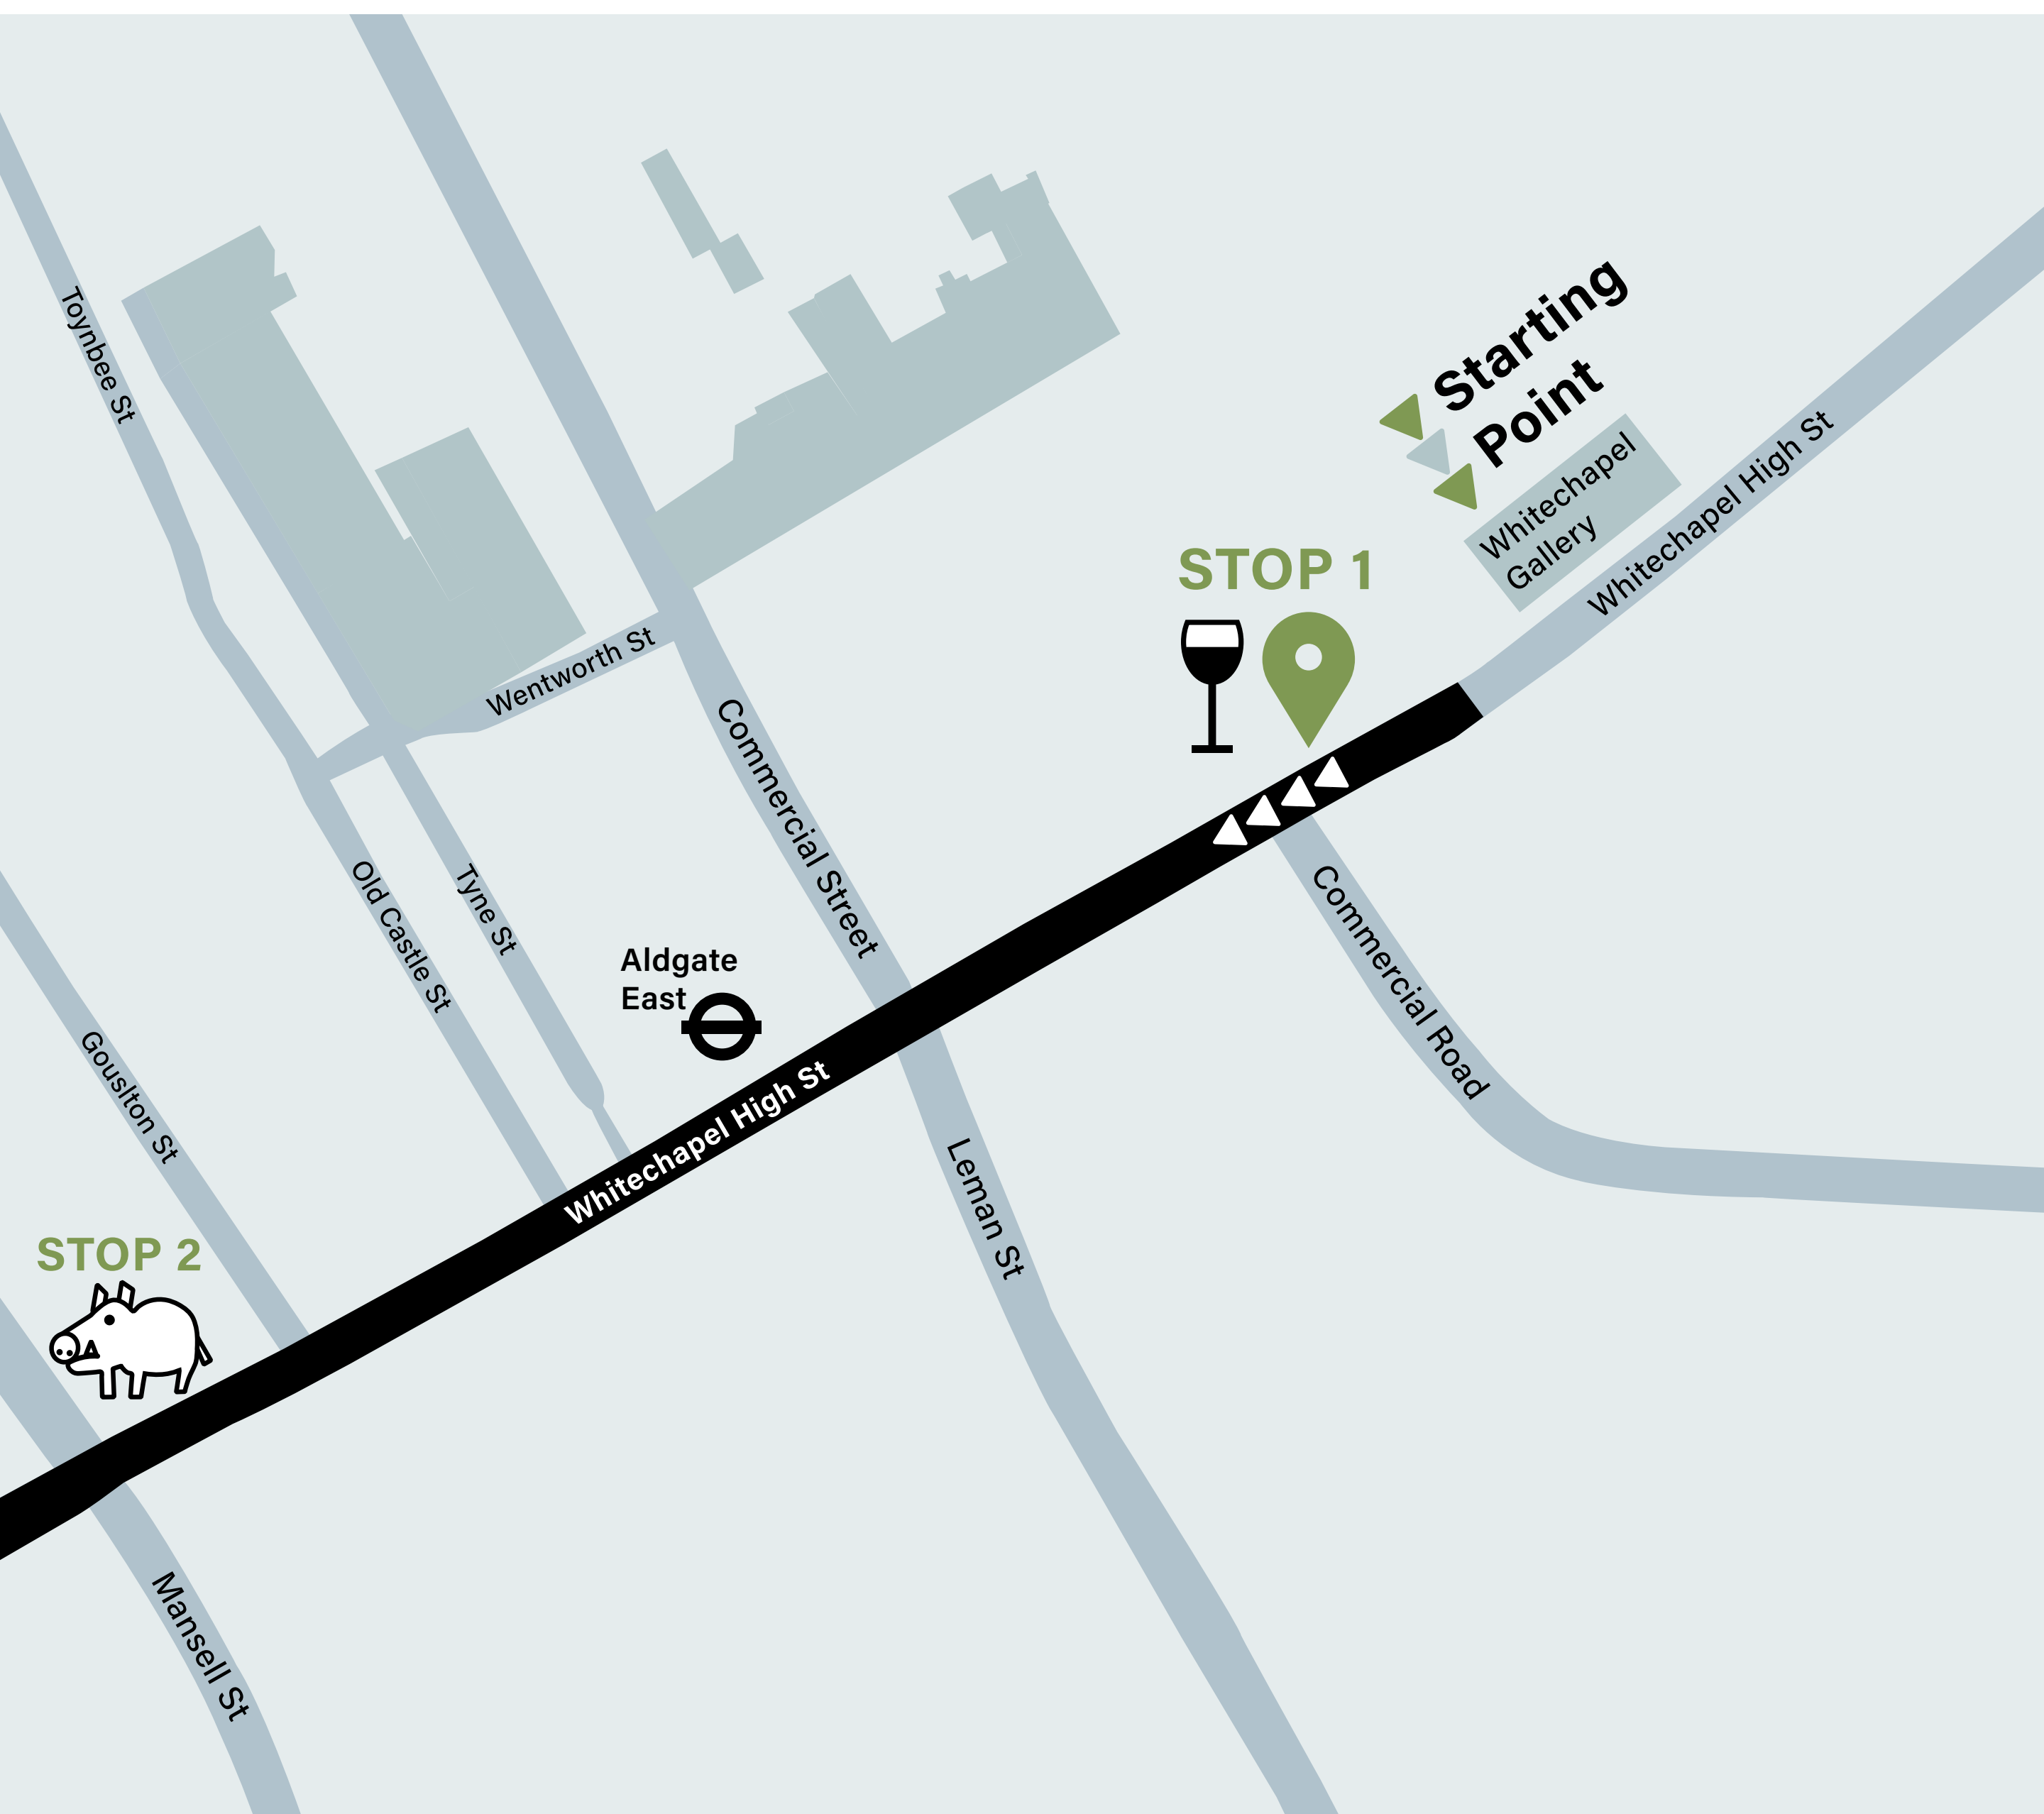 Starting
Point
Toynbee St
Whitechapel
Gallery
Whitechapel High St
STOP 1
Wentworth St
Commercial Street
Old Castle St
Tyne St
Commercial Road
Aldgate
East
Gouslton St
Whitechapel High St
Leman St
STOP 2
Mansell St